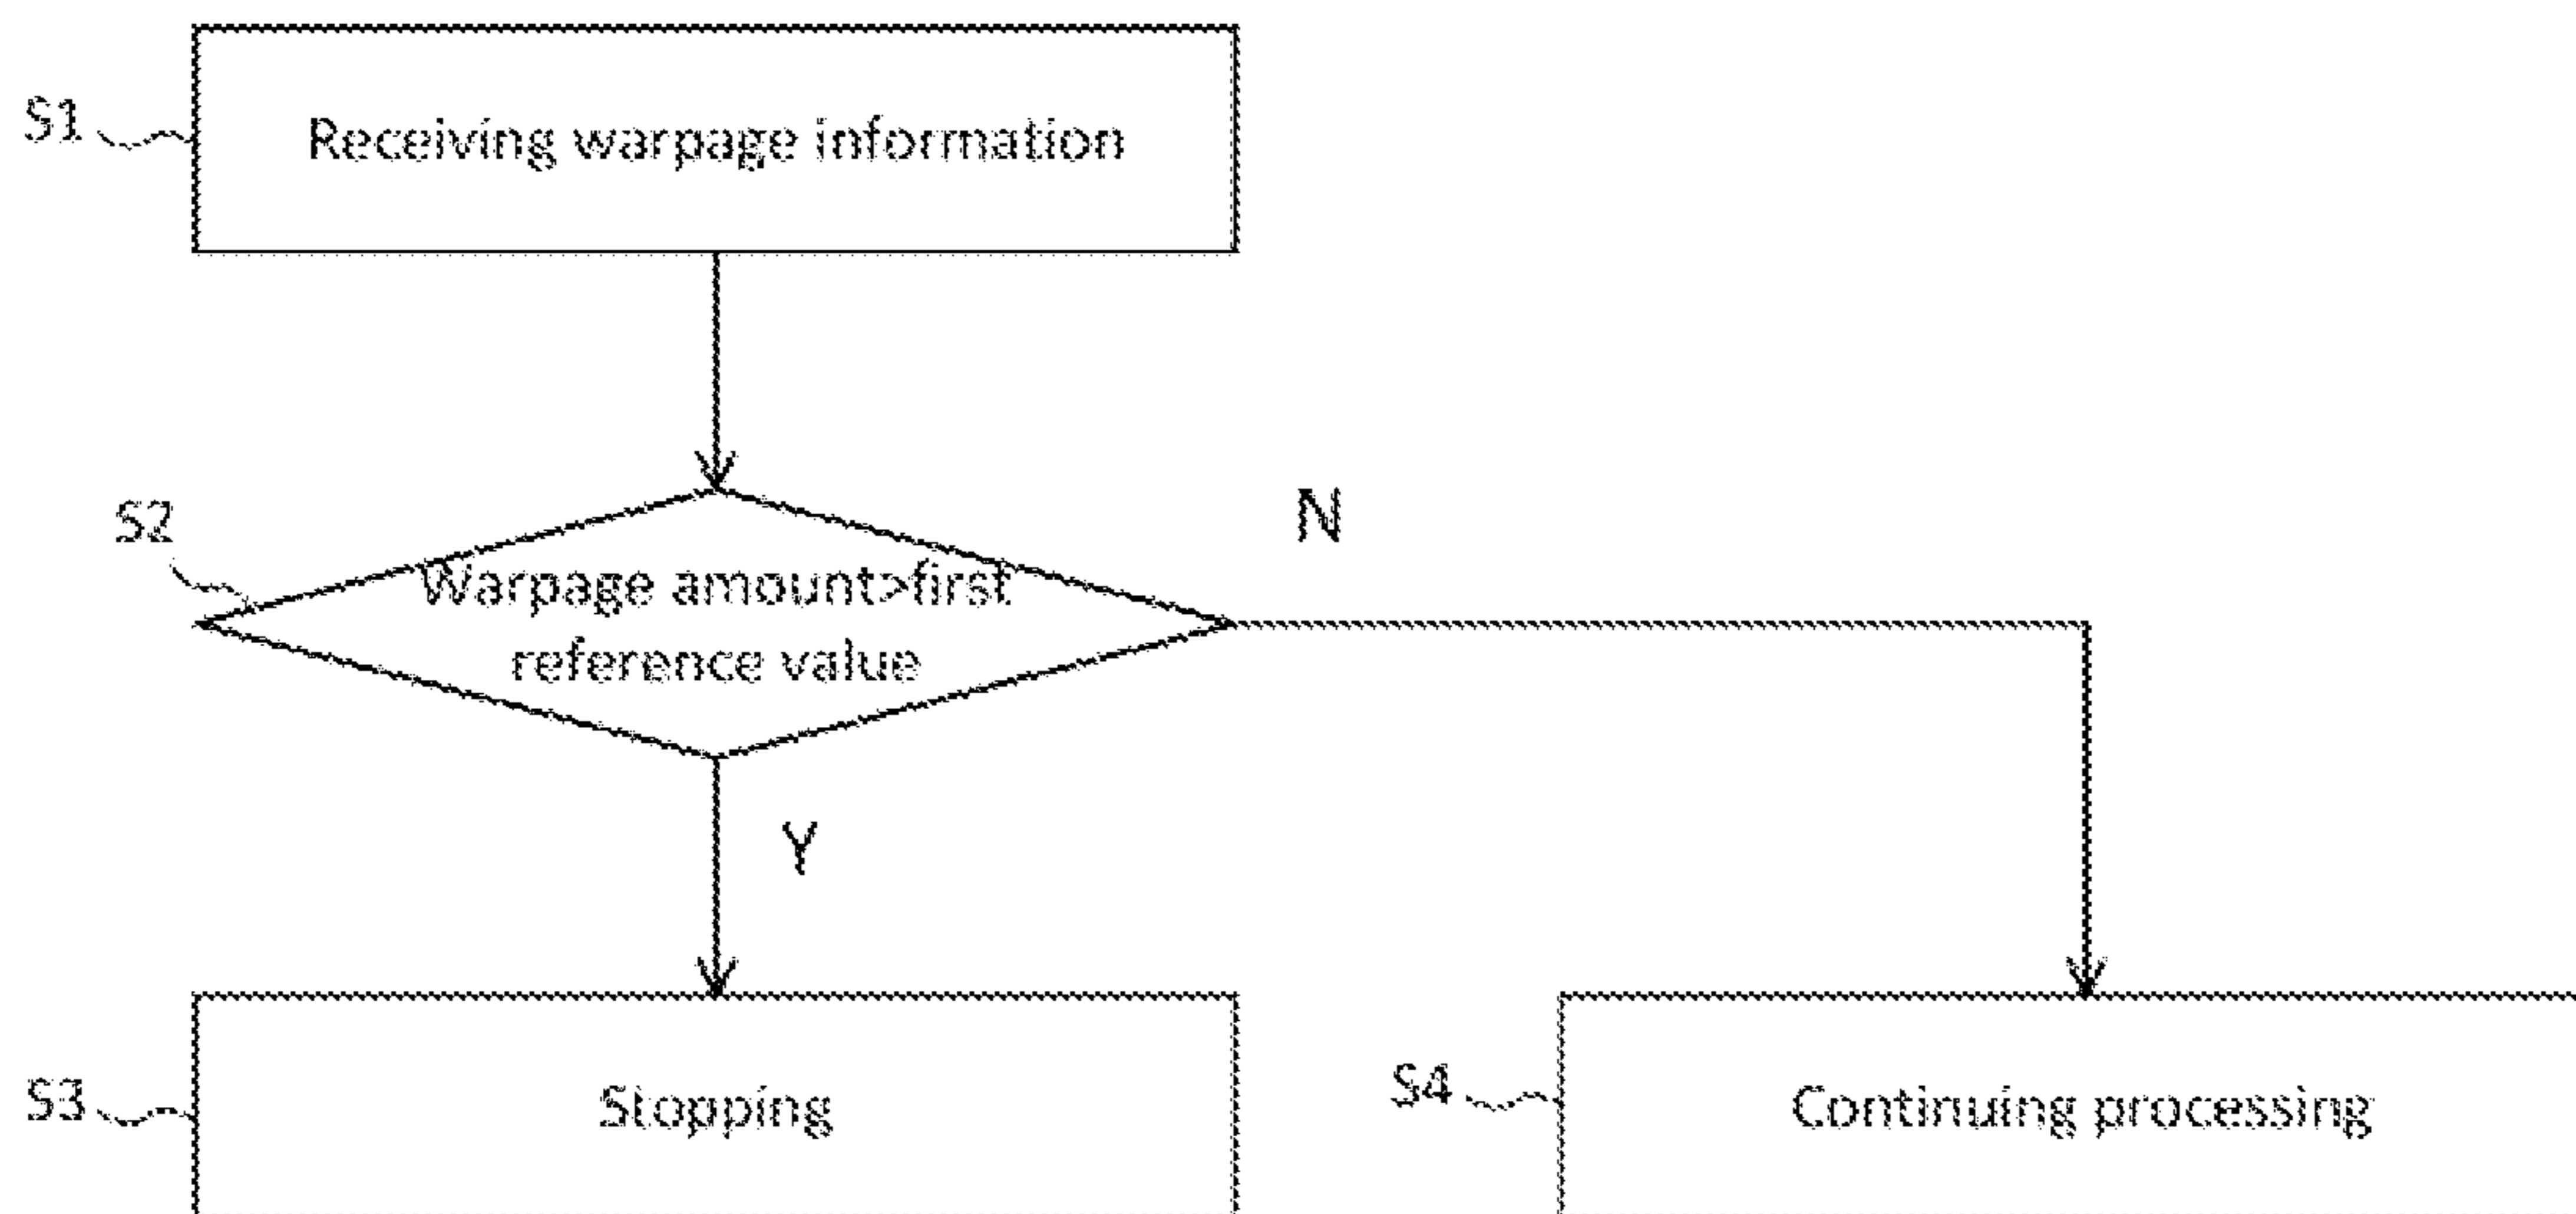 S1
Receiving warpage information
S2
N
Warpage amount>first
reference value
Y
S3
Stopping
S4
Continuing processing